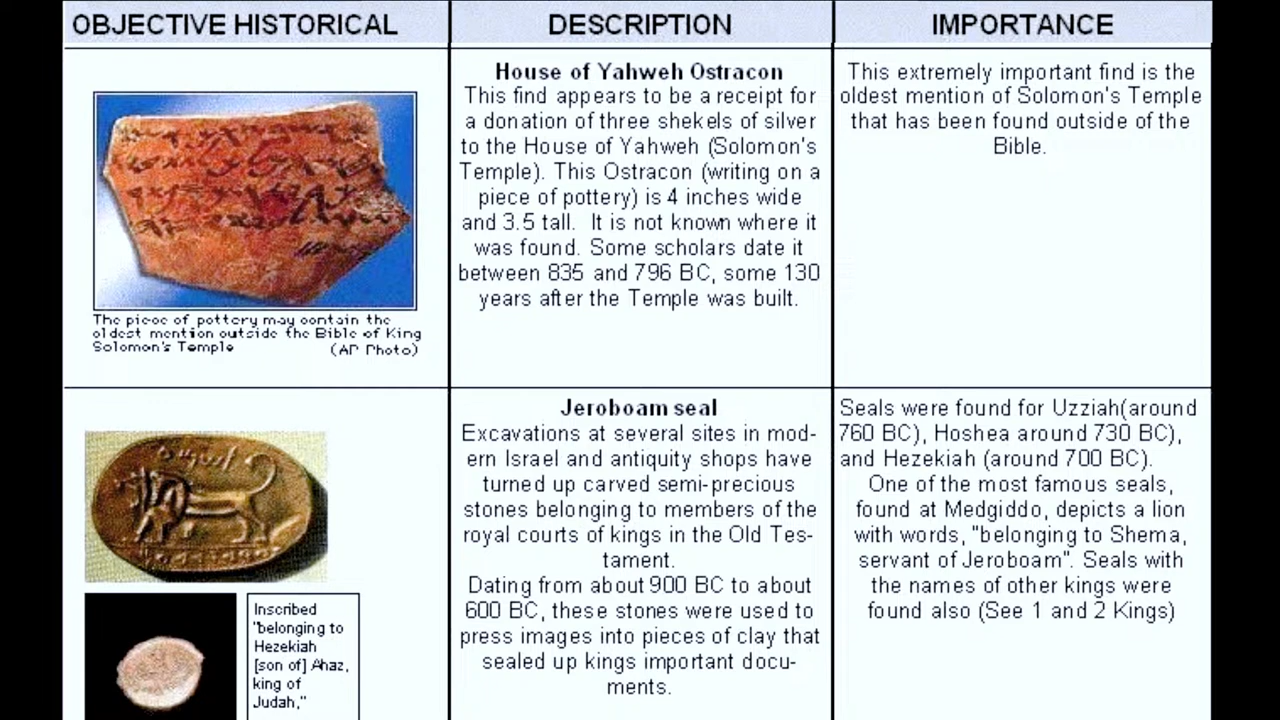 OBJECTIVE HISTORICAL
DESCRIPTION
IMPORTANCE
The piece of pottery may contain the
oldest mention outside the Bible of King
Solomon's Temple (AP Photo)
House of Yahweh Ostracon
This find appears to be a receipt for
a donation of three shekels of silver
to the House of Yahweh (Solomon's
Temple). This Ostracon (writing on a
piece of pottery) is 4 inches wide
and 3.5 tall. It is not known where it
was found. Some scholars date it
between 835 and 796 BC, some 130
years after the Temple was built.
This extremely important find is the
oldest mention of Solomon's Temple
that has been found outside of the
Bible.
Inscribed
"belonging to
Hezekiah
[son of] Ahaz,
king of
Judah,"
Jeroboam seal
Excavations at several sites in mod-
ern Israel and antiquity shops have
turned up carved semi-precious
stones belonging to members of the
royal courts of kings in the Old Tes-
tament.
Dating from about 900 BC to about
600 BC, these stones were used to
press images into pieces of clay that
sealed up kings important docu-
ments.
Seals were found for Uzziah(around
760 BC), Hoshea around 730 BC),
and Hezekiah (around 700 BC).
One of the most famous seals,
found at Medgiddo, depicts a lion
with words, "belonging to Shema,
servant of Jeroboam". Seals with
the names of other kings were
found also (See 1 and 2 Kings)